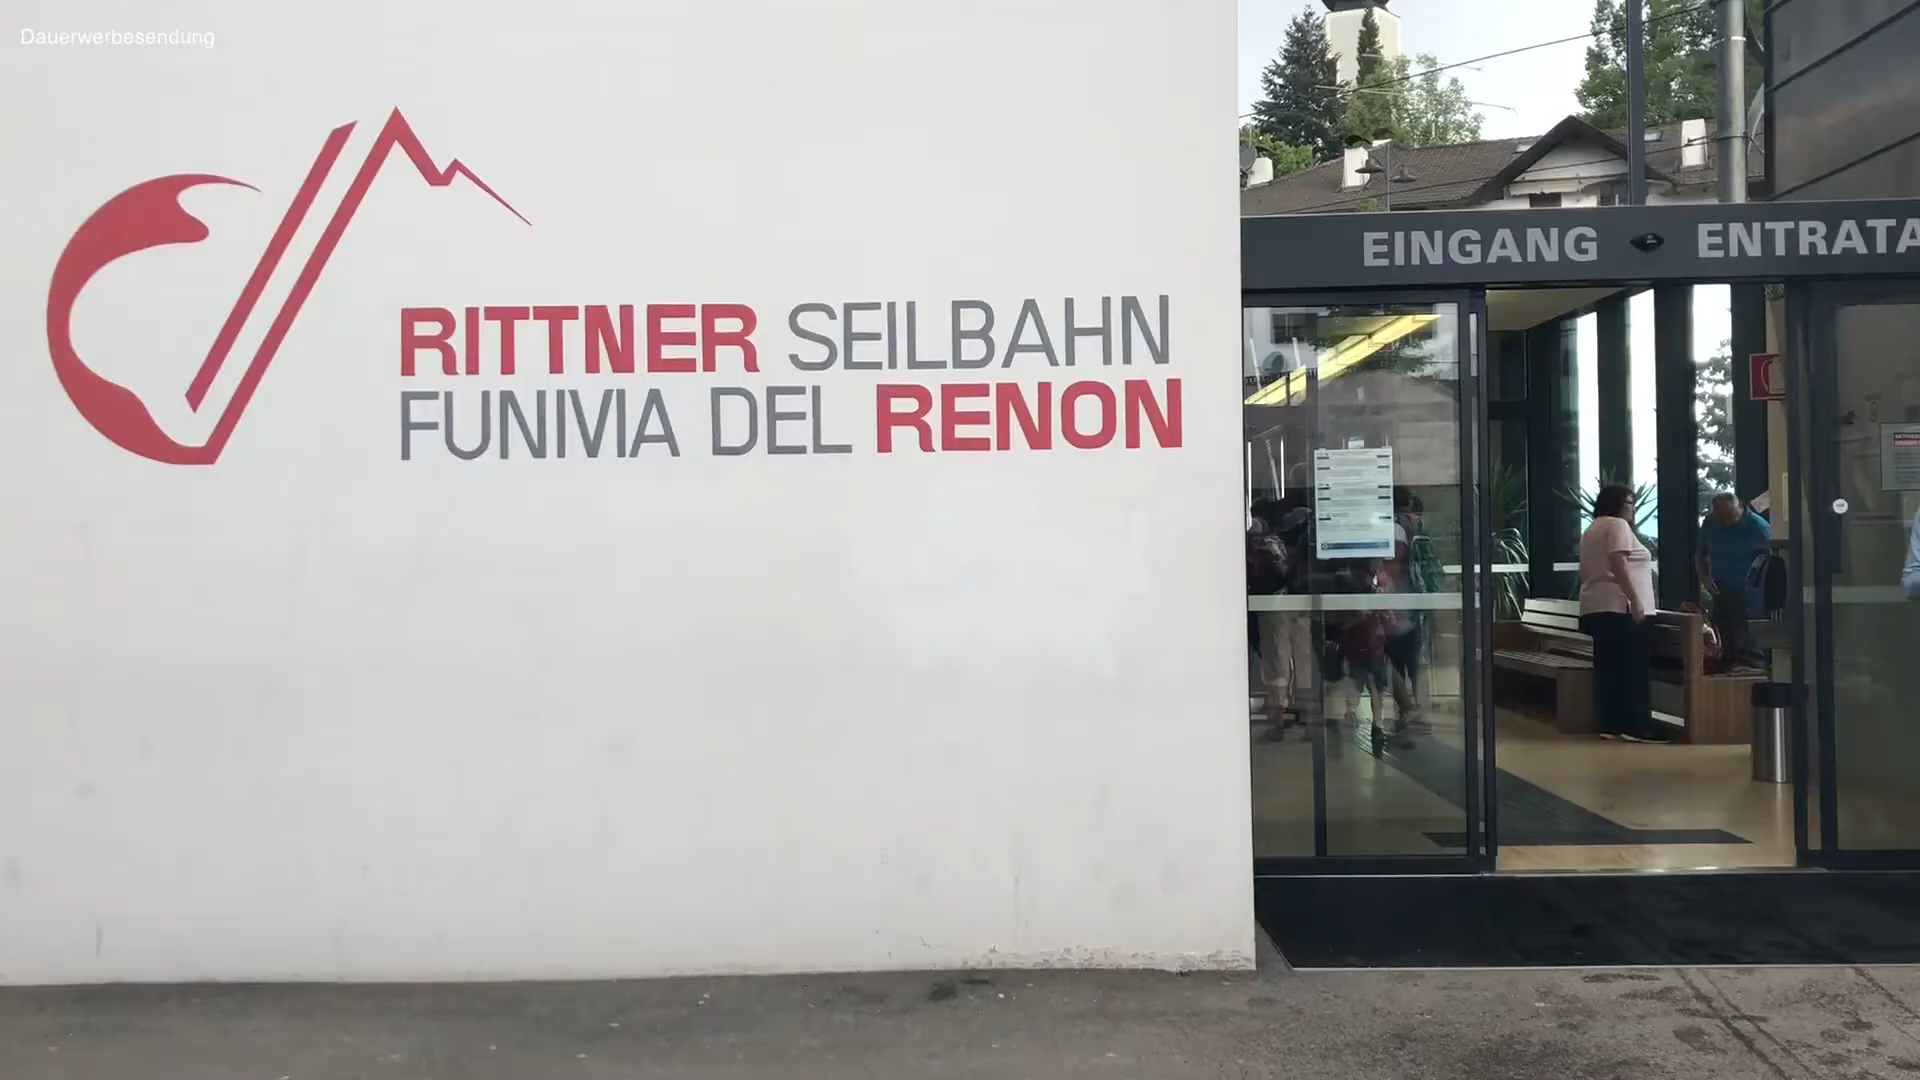 Dauerwerbesendung
RITTNER SEILBAHN
FUNIVIA DEL RENON
EINGANG ENTRATA